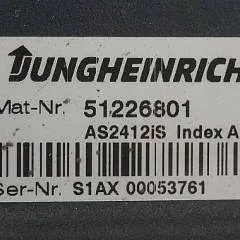 JUNGHEINRICH
Mat-Nr. 51226801
AS2412iS Index A
Ser-Nr. S1AX 00053761